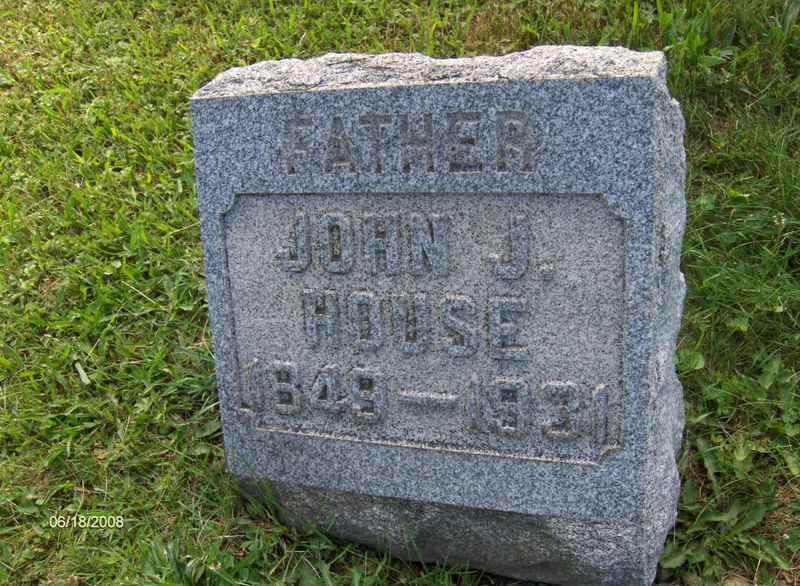 FATHER
JOHN J.
HOUSE
1849—1931
06/18/2008